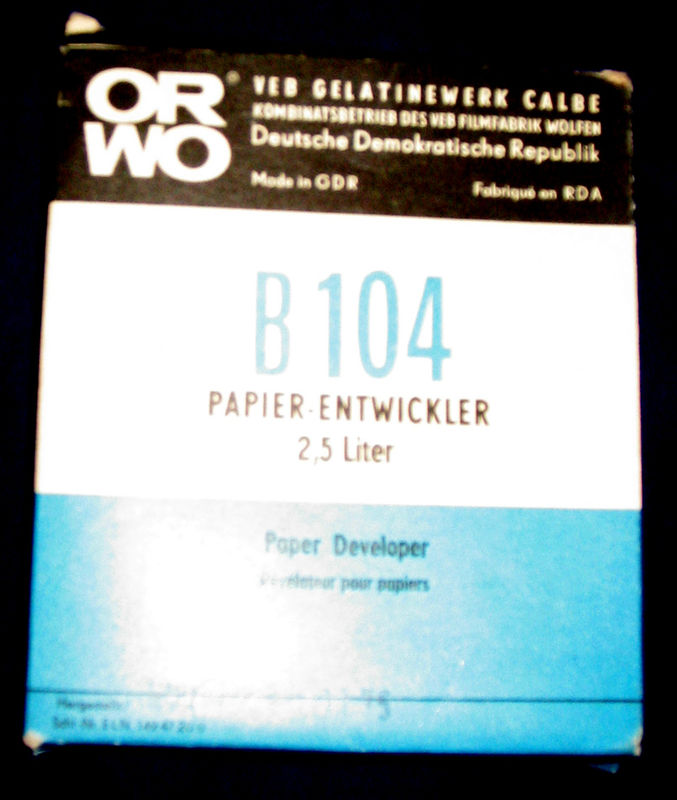 ORWO
VEB GELATINEWERK CALBE
KOMBINATSBETRIEB DES VEB FILMFABRIK WOLFEN
Deutsche Demokratische Republik
Made in GDR
Fabriqué en RDA
B 104
PAPIER-ENTWICKLER
2,5 Liter
Paper Developer
Révélateur pour papiers
Hergestellt: